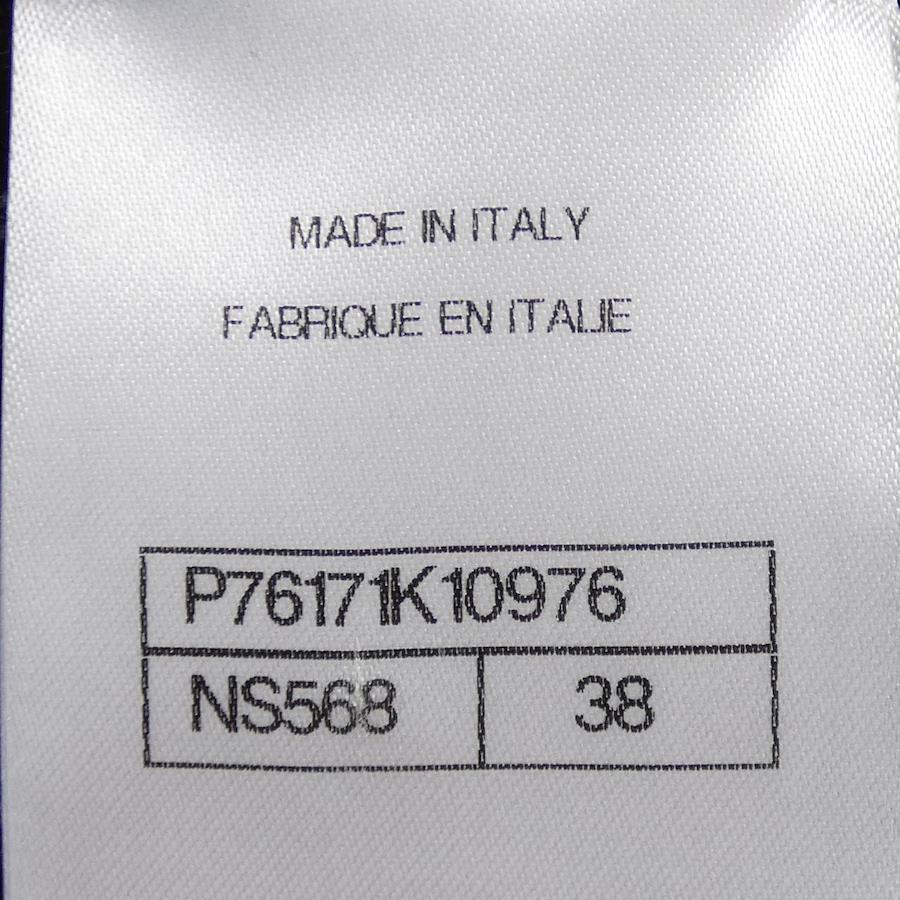 MADE IN ITALY
FABRIQUE EN ITALIE
P76171K10976
NS568 38